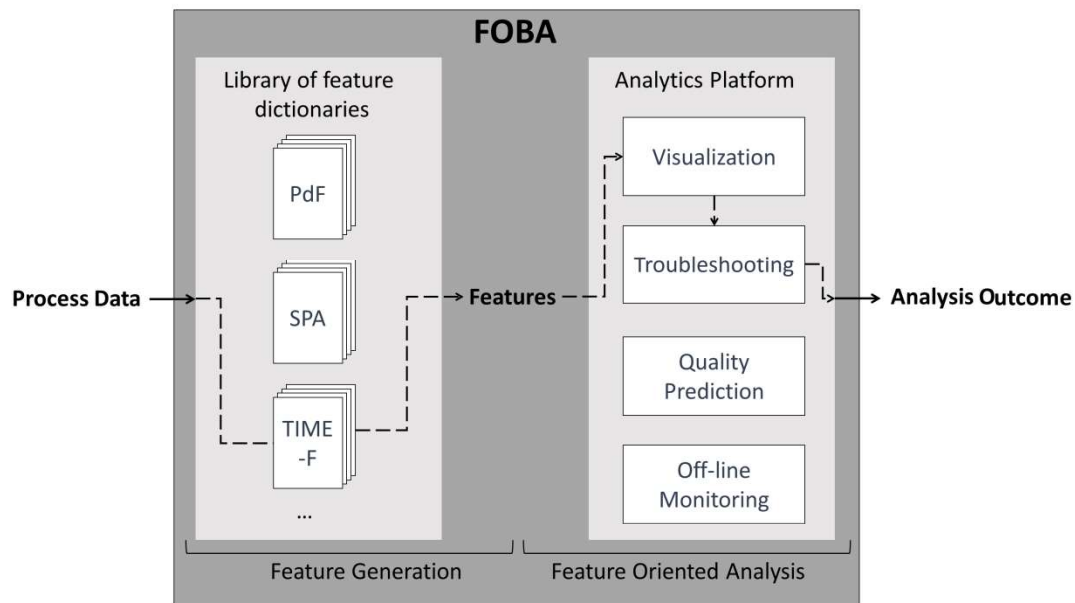 FOBA
Library of feature
dictionaries
PdF
SPA
TIME
-F
...
Process Data
Features
Analytics Platform
Visualization
Troubleshooting
Quality
Prediction
Off-line
Monitoring
Analysis Outcome
Feature Generation
Feature Oriented Analysis